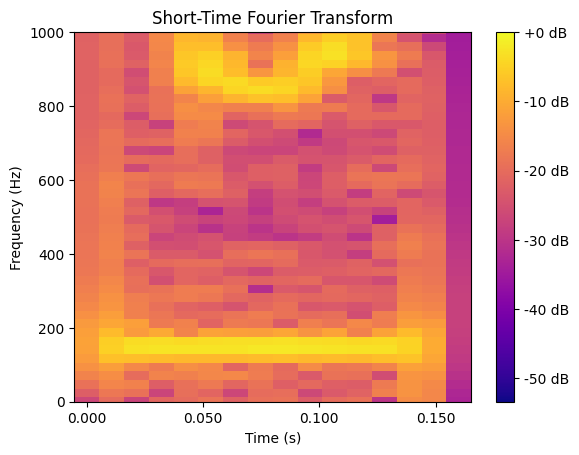 Short-Time Fourier Transform
1000
800
600
400
200
0
Frequency (Hz)
0.000
0.050
0.100
0.150
Time (s)
+0 dB
-10 dB
-20 dB
-30 dB
-40 dB
-50 dB